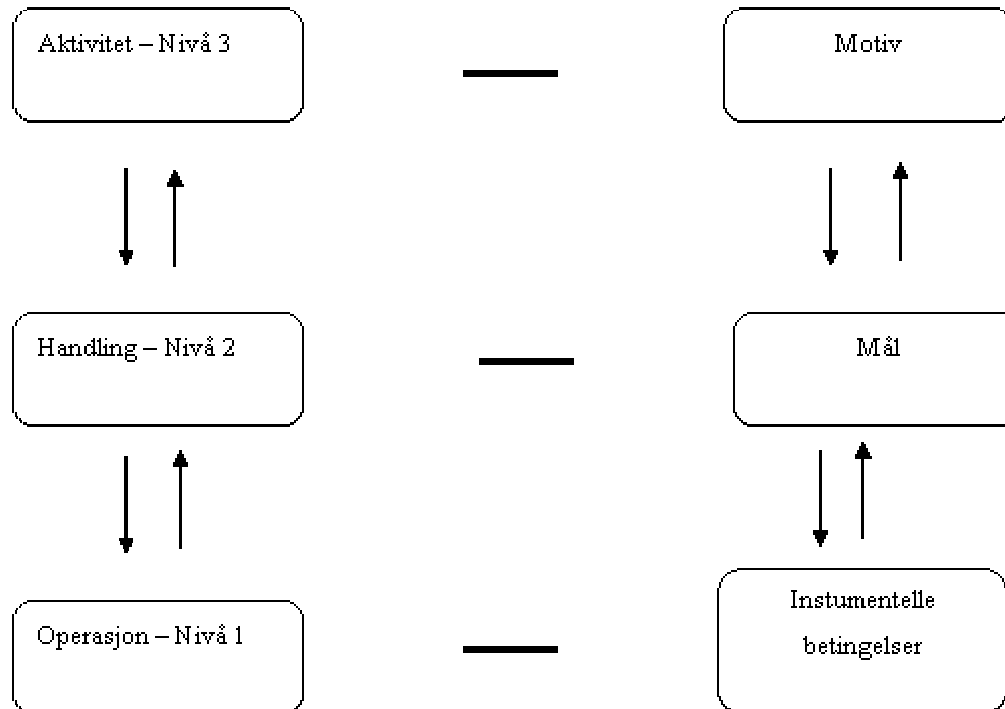 Aktivitet – Nivå 3
Motiv
Handling – Nivå 2
Mål
Operasjon – Nivå 1
Instumentelle
betingelser